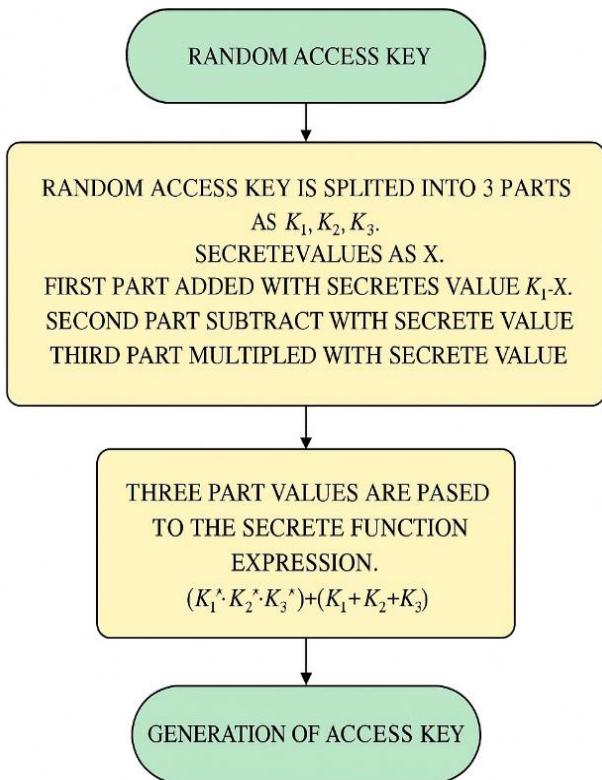 RANDOM ACCESS KEY
RANDOM ACCESS KEY IS SPLITED INTO 3 PARTS
AS K₁, K₂, K₃.
SECRETEVALUES AS X.
FIRST PART ADDED WITH SECRETES VALUE K₁-X.
SECOND PART SUBTRACT WITH SECRETE VALUE
THIRD PART MULTIPLED WITH SECRETE VALUE
THREE PART VALUES ARE PASED
TO THE SECRETE FUNCTION
EXPRESSION.
(K₁^·K₂^·K₃^)+(K₁+K₂+K₃)
GENERATION OF ACCESS KEY